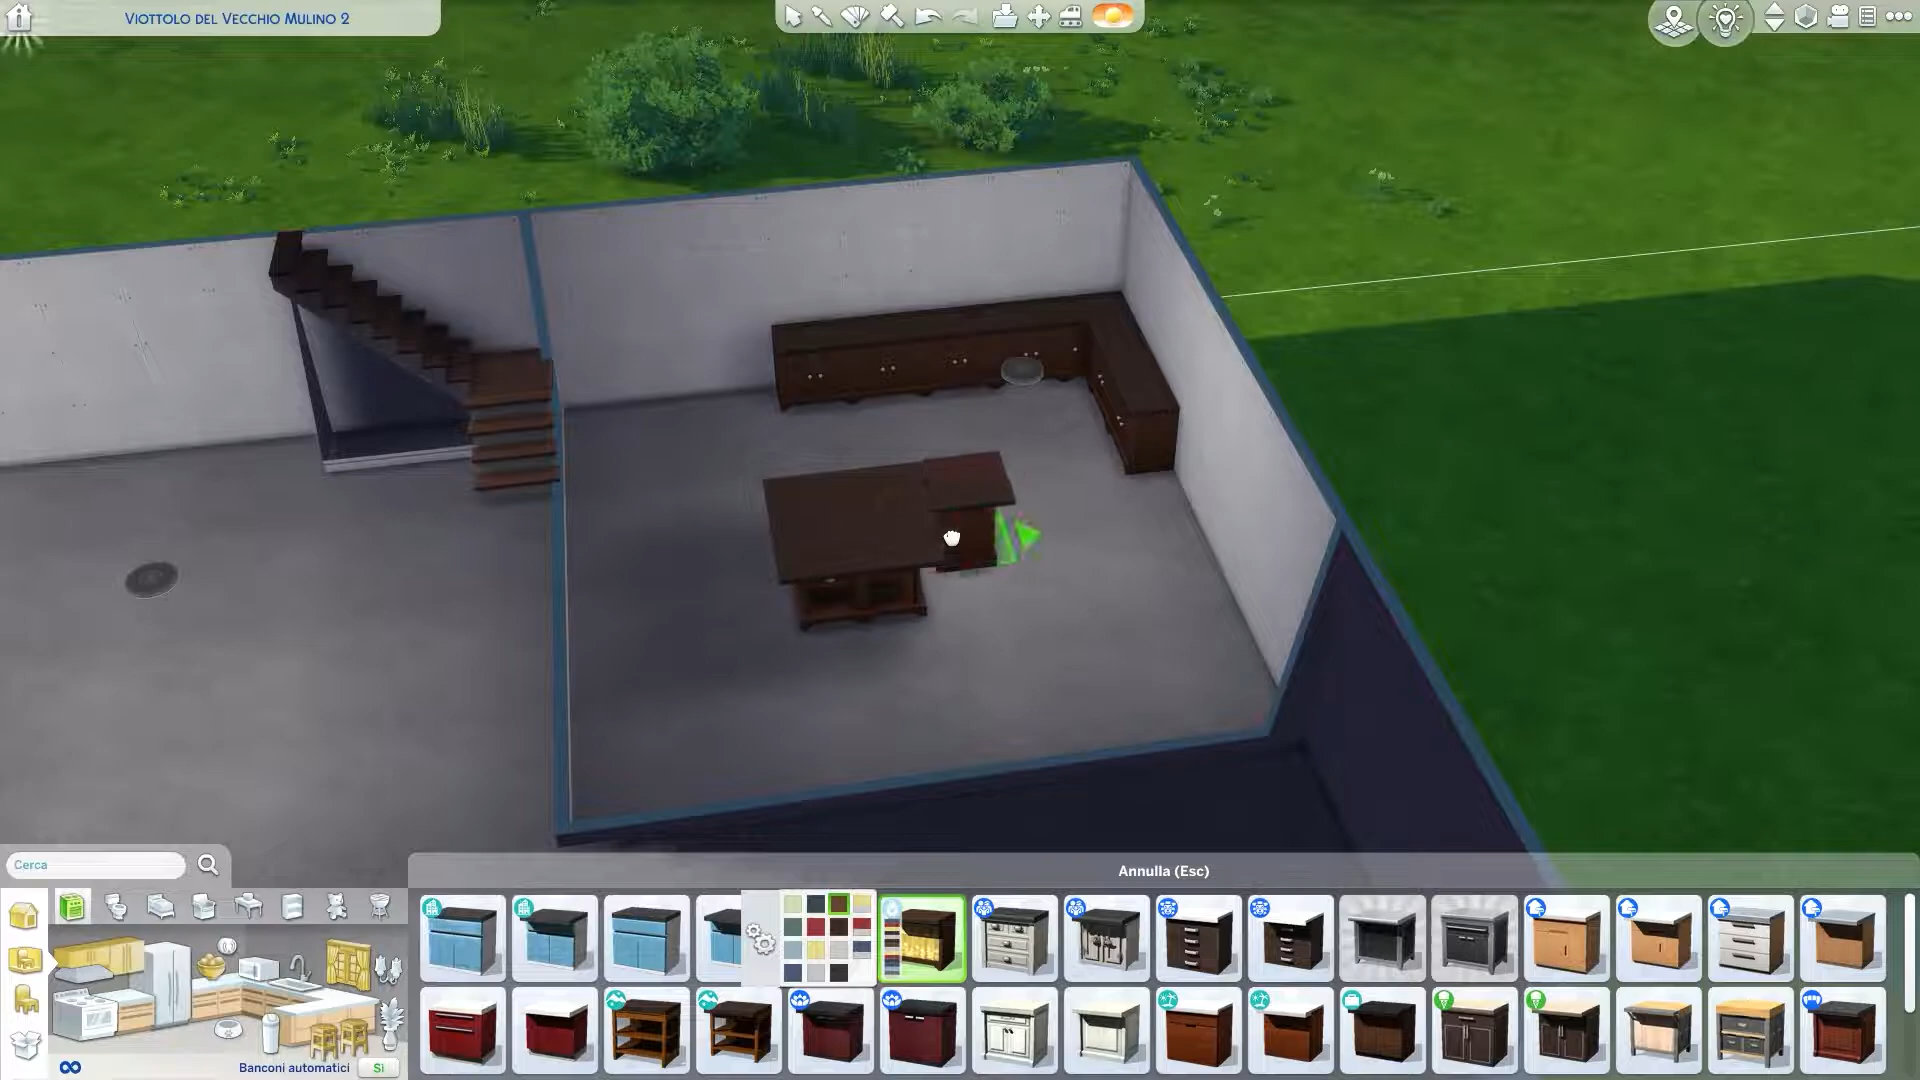 Viottolo del Vecchio Mulino 2
Cerca
Annulla (Esc)
Banconi automatici Sì